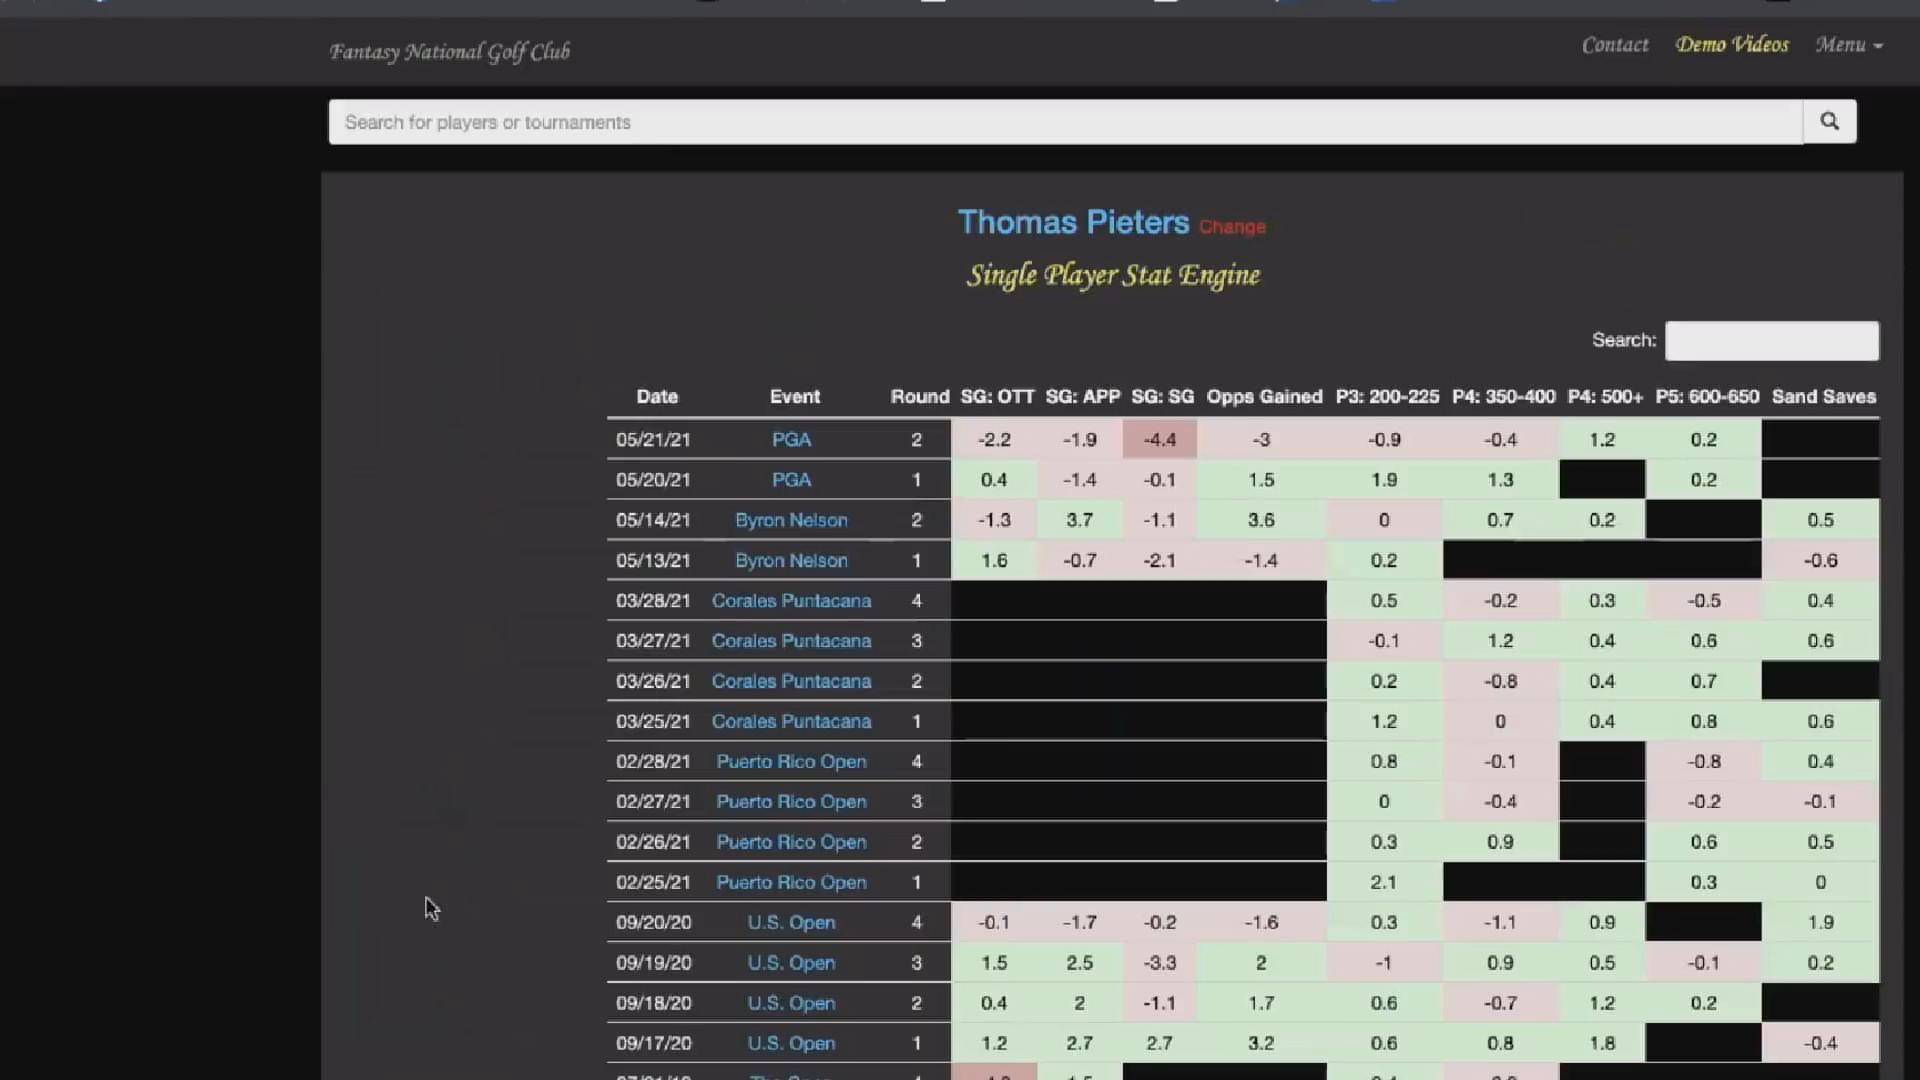 Fantasy National Golf Club
Contact Demo Videos Menu
Search for players or tournaments
Thomas Pieters Change
Single Player Stat Engine
Search:
Date Event Round SG: OTT SG: APP SG: SG Opps Gained P3: 200-225 P4: 350-400 P4: 500+ P5: 600-650 Sand Saves
05/21/21 PGA 2 -2.2 -1.9 -4.4 -3 -0.9 -0.4 1.2 0.2
05/20/21 PGA 1 0.4 -1.4 -0.1 1.5 1.9 1.3 0.2
05/14/21 Byron Nelson 2 -1.3 3.7 -1.1 3.6 0 0.7 0.2 0.5
05/13/21 Byron Nelson 1 1.6 -0.7 -2.1 -1.4 0.2 -0.6
03/28/21 Corales Puntacana 4 0.5 -0.2 0.3 -0.5 0.4
03/27/21 Corales Puntacana 3 -0.1 1.2 0.4 0.6 0.6
03/26/21 Corales Puntacana 2 0.2 -0.8 0.4 0.7
03/25/21 Corales Puntacana 1 1.2 0 0.4 0.8 0.6
02/28/21 Puerto Rico Open 4 0.8 -0.1 -0.8 0.4
02/27/21 Puerto Rico Open 3 0 -0.4 -0.2 -0.1
02/26/21 Puerto Rico Open 2 0.3 0.9 0.6 0.5
02/25/21 Puerto Rico Open 1 2.1 0.3 0
09/20/20 U.S. Open 4 -0.1 -1.7 -0.2 -1.6 0.3 -1.1 0.9 1.9
09/19/20 U.S. Open 3 1.5 2.5 -3.3 2 -1 0.9 0.5 -0.1 0.2
09/18/20 U.S. Open 2 0.4 2 -1.1 1.7 0.6 -0.7 1.2 0.2
09/17/20 U.S. Open 1 1.2 2.7 2.7 3.2 0.6 0.8 1.8 -0.4